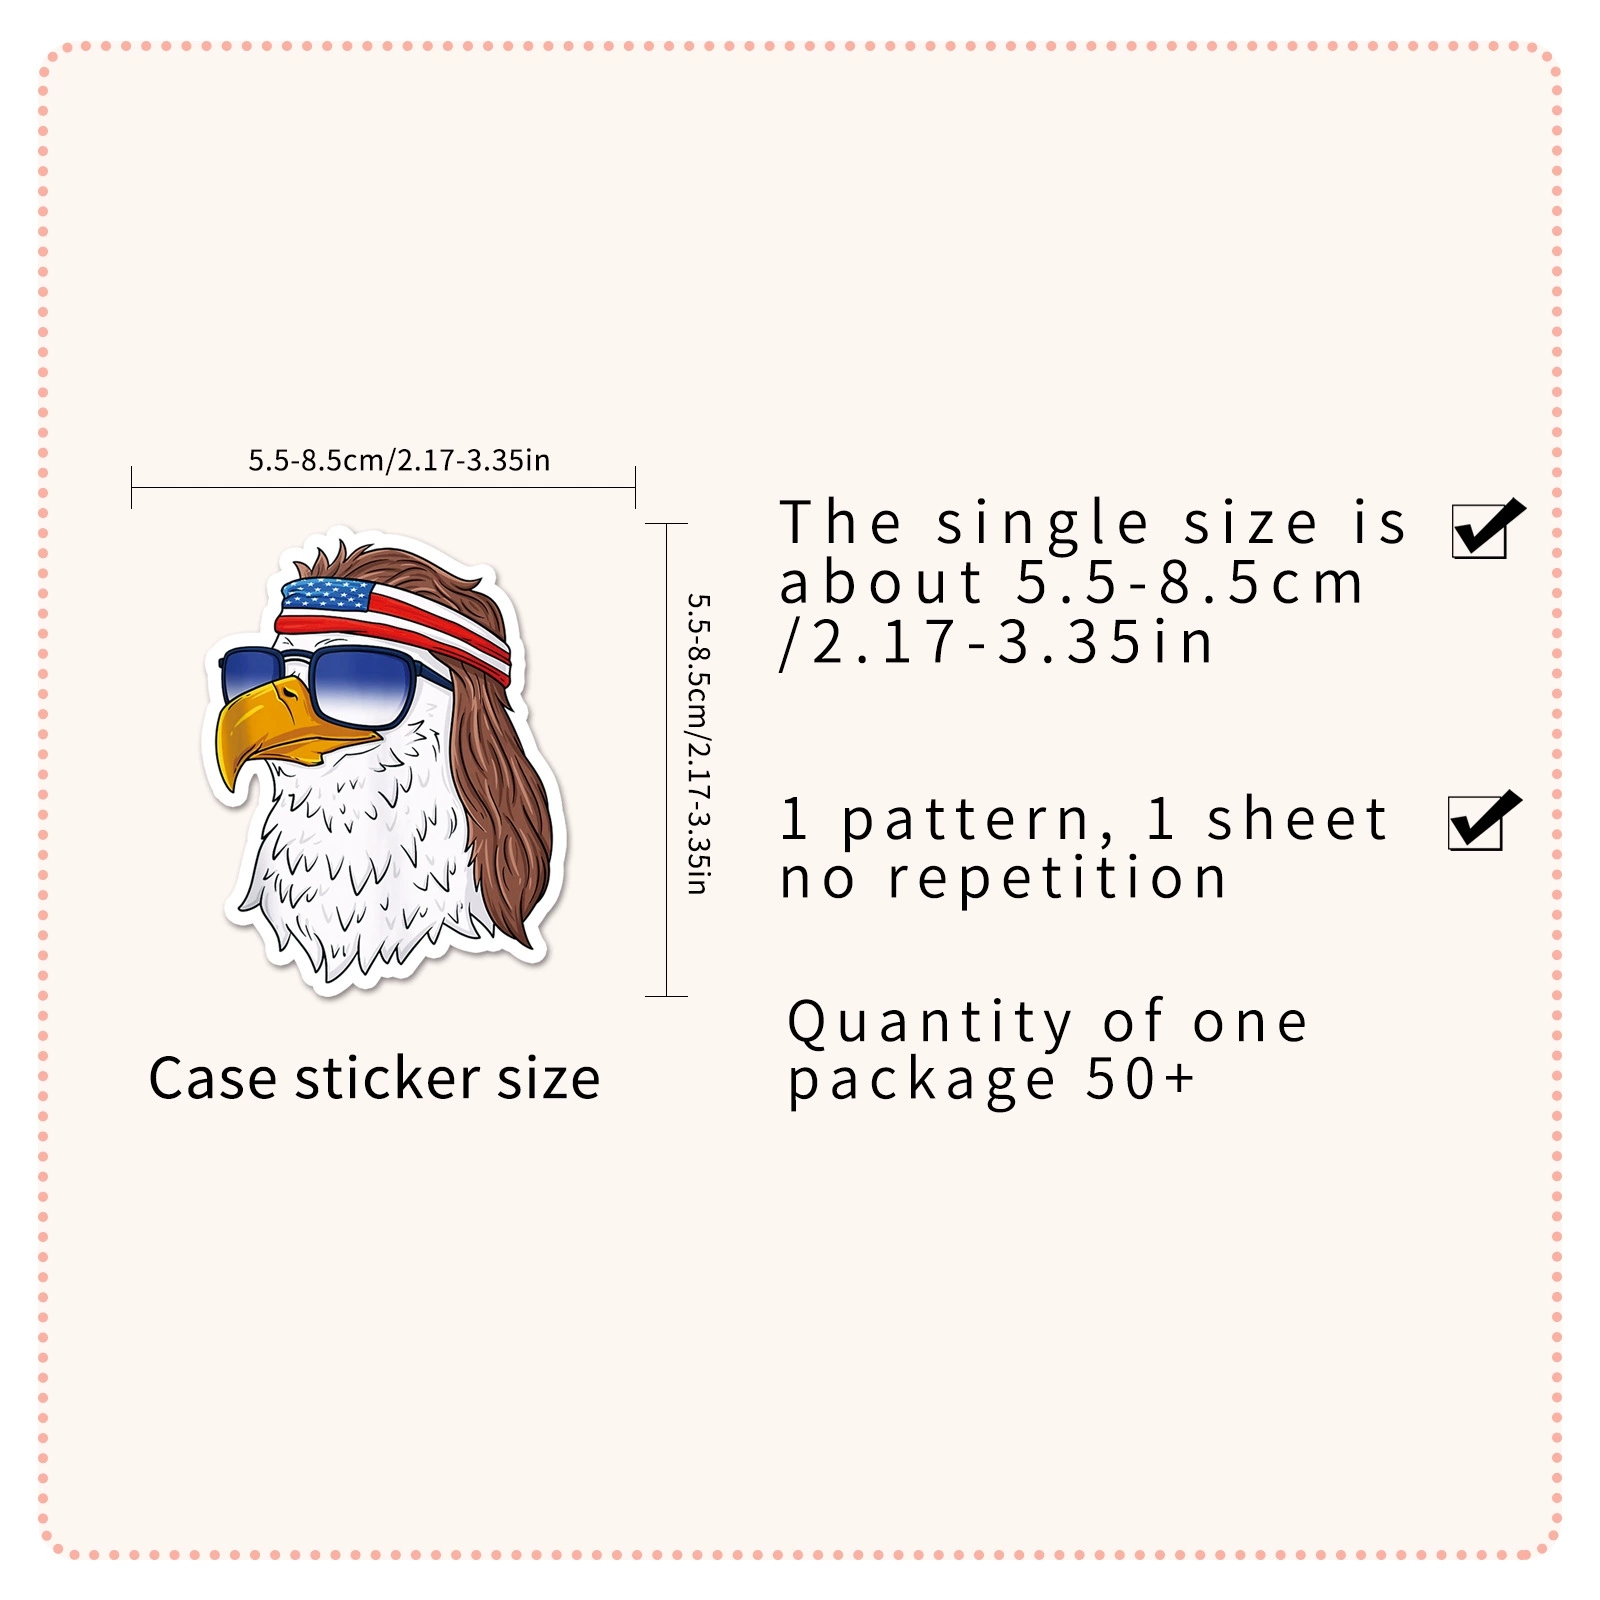 5.5-8.5cm/2.17-3.35in
5.5-8.5cm/2.17-3.35in
Case sticker size
The single size is
about 5.5-8.5cm
/2.17-3.35in
1 pattern, 1 sheet
no repetition
Quantity of one
package 50+